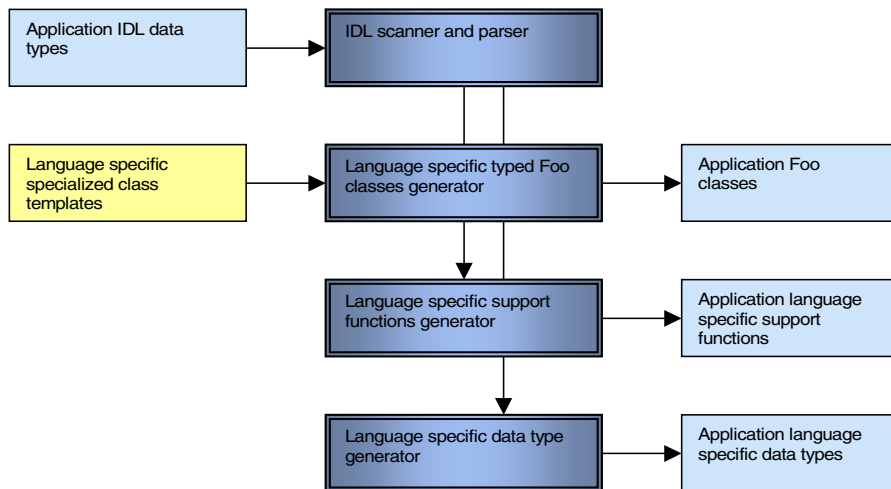 Application IDL data
types
IDL scanner and parser
Language specific
specialized class
templates
Language specific typed Foo
classes generator
Application Foo
classes
Language specific support
functions generator
Application language
specific support
functions
Language specific data type
generator
Application language
specific data types